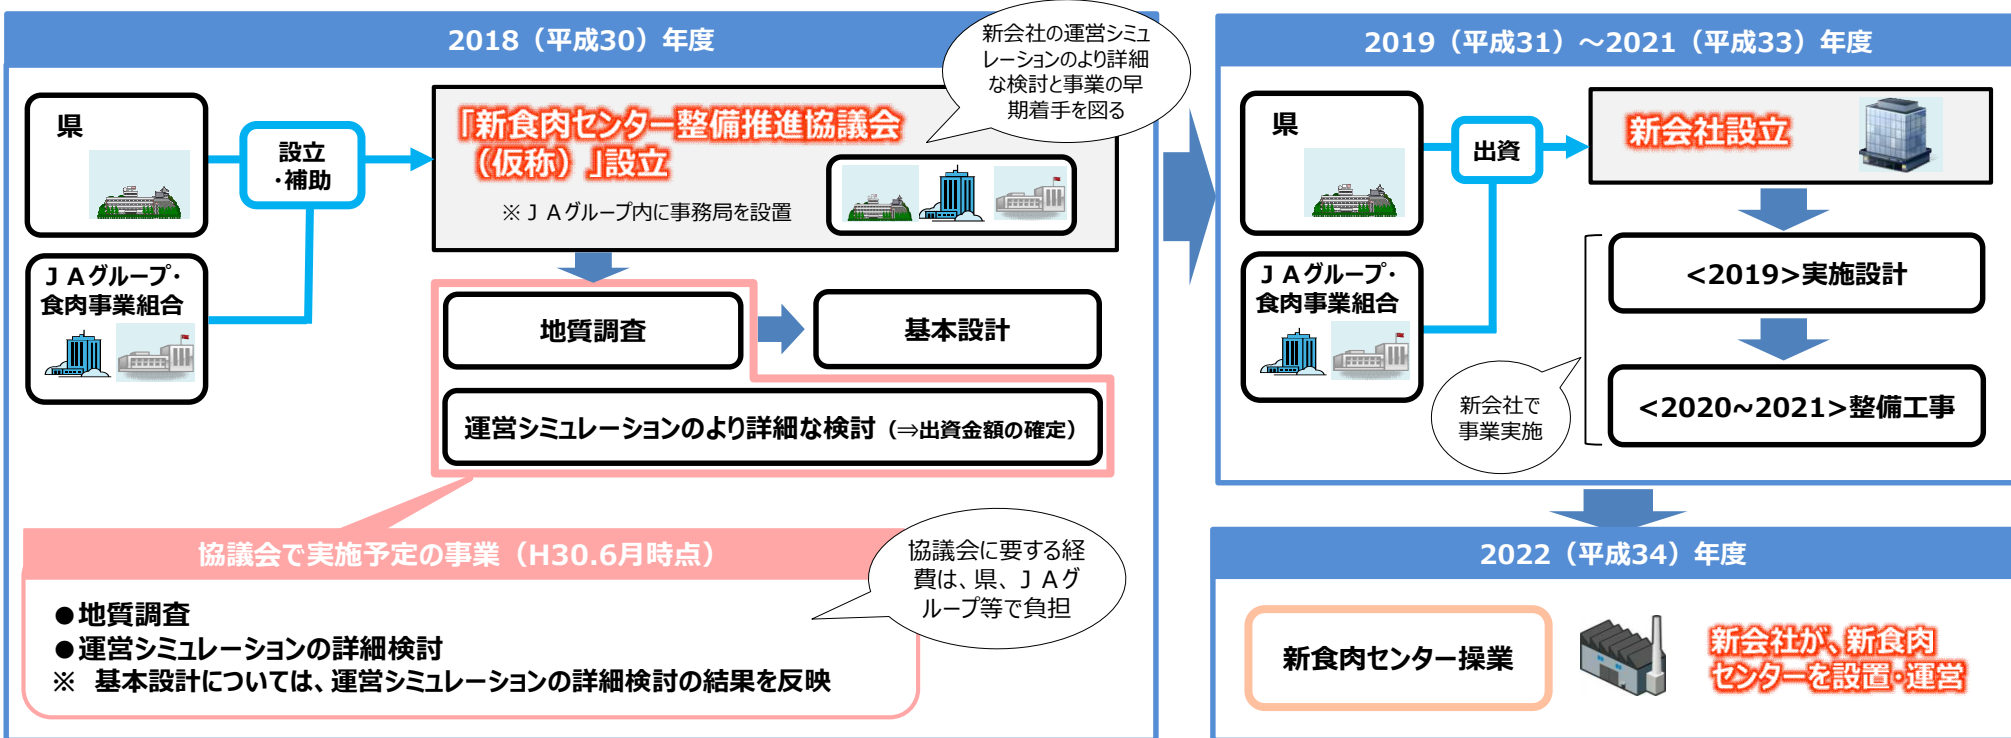 2018（平成30）年度
新会社の運営シミュ
レーションのより詳細
な検討と事業の早
期着手を図る
県
設立
・補助
「新食肉センター整備推進協議会
（仮称）」設立
※ＪＡグループ内に事務局を設置
ＪＡグループ・
食肉事業組合
地質調査
基本設計
運営シミュレーションのより詳細な検討（⇒出資金額の確定）
協議会で実施予定の事業（H30.6月時点）
協議会に要する経
費は、県、ＪＡグ
ループ等で負担
●地質調査
●運営シミュレーションの詳細検討
※　基本設計については、運営シミュレーションの詳細検討の結果を反映
2019（平成31）～2021（平成33）年度
県
出資
新会社設立
ＪＡグループ・
食肉事業組合
<2019>実施設計
新会社で
事業実施
<2020~2021>整備工事
2022（平成34）年度
新食肉センター操業
新会社が、新食肉
センターを設置・運営